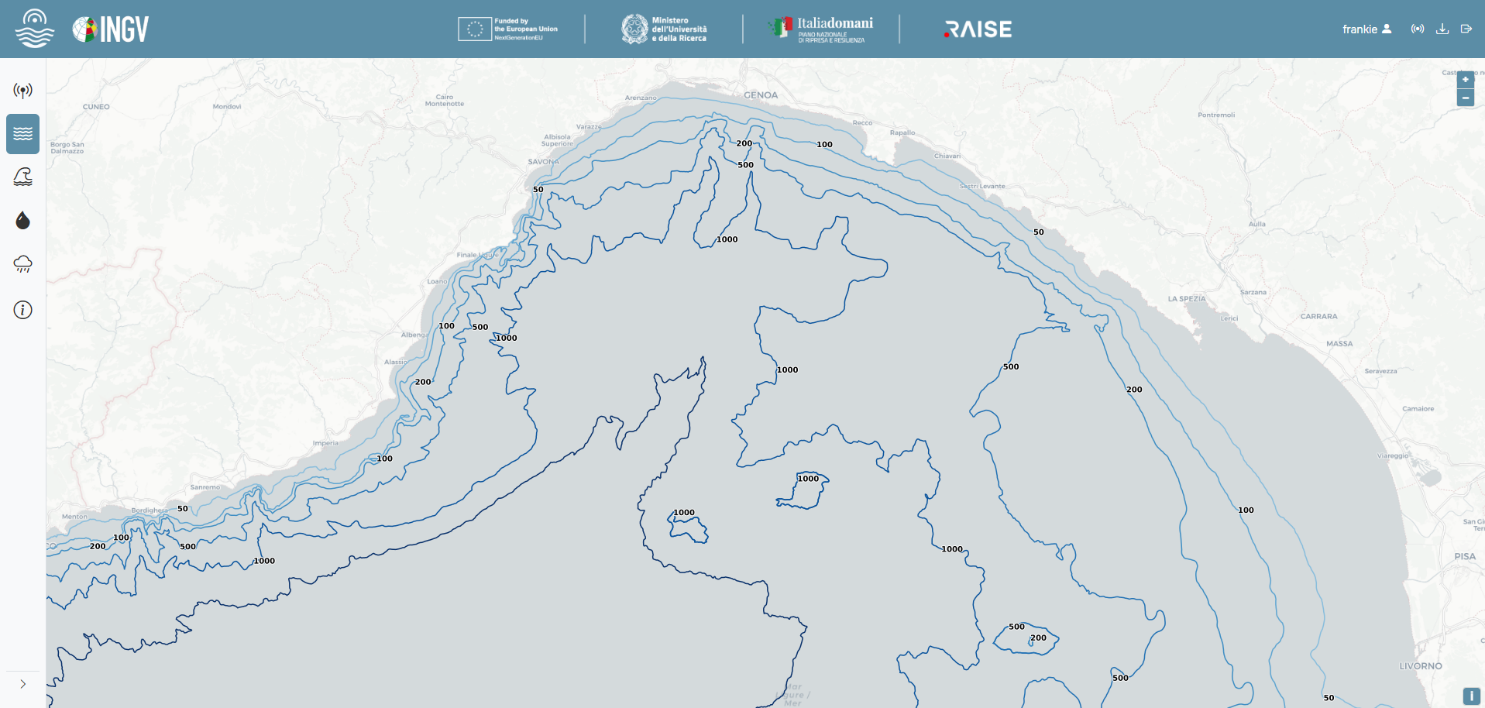 INGV
Funded by
the European Union
NextGenerationEU
Ministero
dell'Università
e della Ricerca
Italiadomani
PIANO NAZIONALE
DI RIPRESA E RESILIENZA
RAISE
frankie
+
−
CUNEO
Mondovì
Cairo
Montenotte
Arenzano
GENOA
Varazze
Recco
Rapallo
Pontremoli
Borgo San
Dalmazzo
Albisola
Superiore
SAVONA
200
100
Chiavari
500
50
Sestri Levante
Aulla
50
1000
Finale
Loano
Sarzana
LA SPEZIA
Lerici
CARRARA
MASSA
Albenga
100
500
1000
Alassio
1000
500
Seravezza
200
200
Camaiore
Imperia
100
Viareggio
1000
Sanremo
50
Menton
Bordighera
1000
100
100
200
500
1000
1000
PISA
500
200
LIVORNO
500
Mar
Ligure /
Mer
50
i